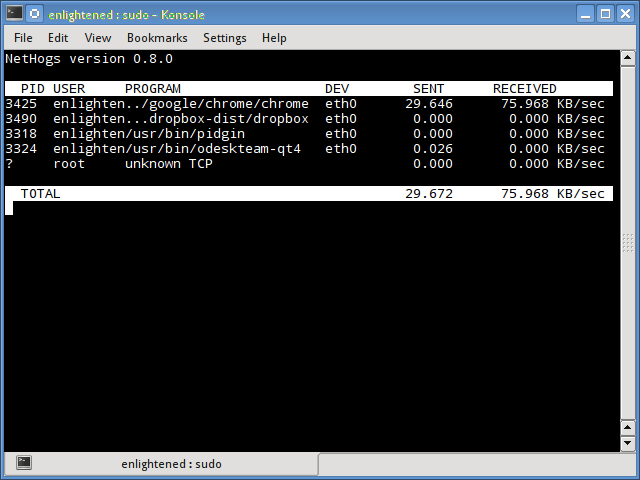 enlightened : sudo – Konsole
File Edit View Bookmarks Settings Help
NetHogs version 0.8.0
PID USER PROGRAM DEV SENT RECEIVED
3425 enlighten../google/chrome/chrome eth0 29.646 75.968 KB/sec
3490 enlighten...dropbox-dist/dropbox eth0 0.000 0.000 KB/sec
3318 enlighten/usr/bin/pidgin eth0 0.000 0.000 KB/sec
3324 enlighten/usr/bin/odeskteam-qt4 eth0 0.026 0.000 KB/sec
? root unknown TCP 0.000 0.000 KB/sec
TOTAL 29.672 75.968 KB/sec
enlightened : sudo